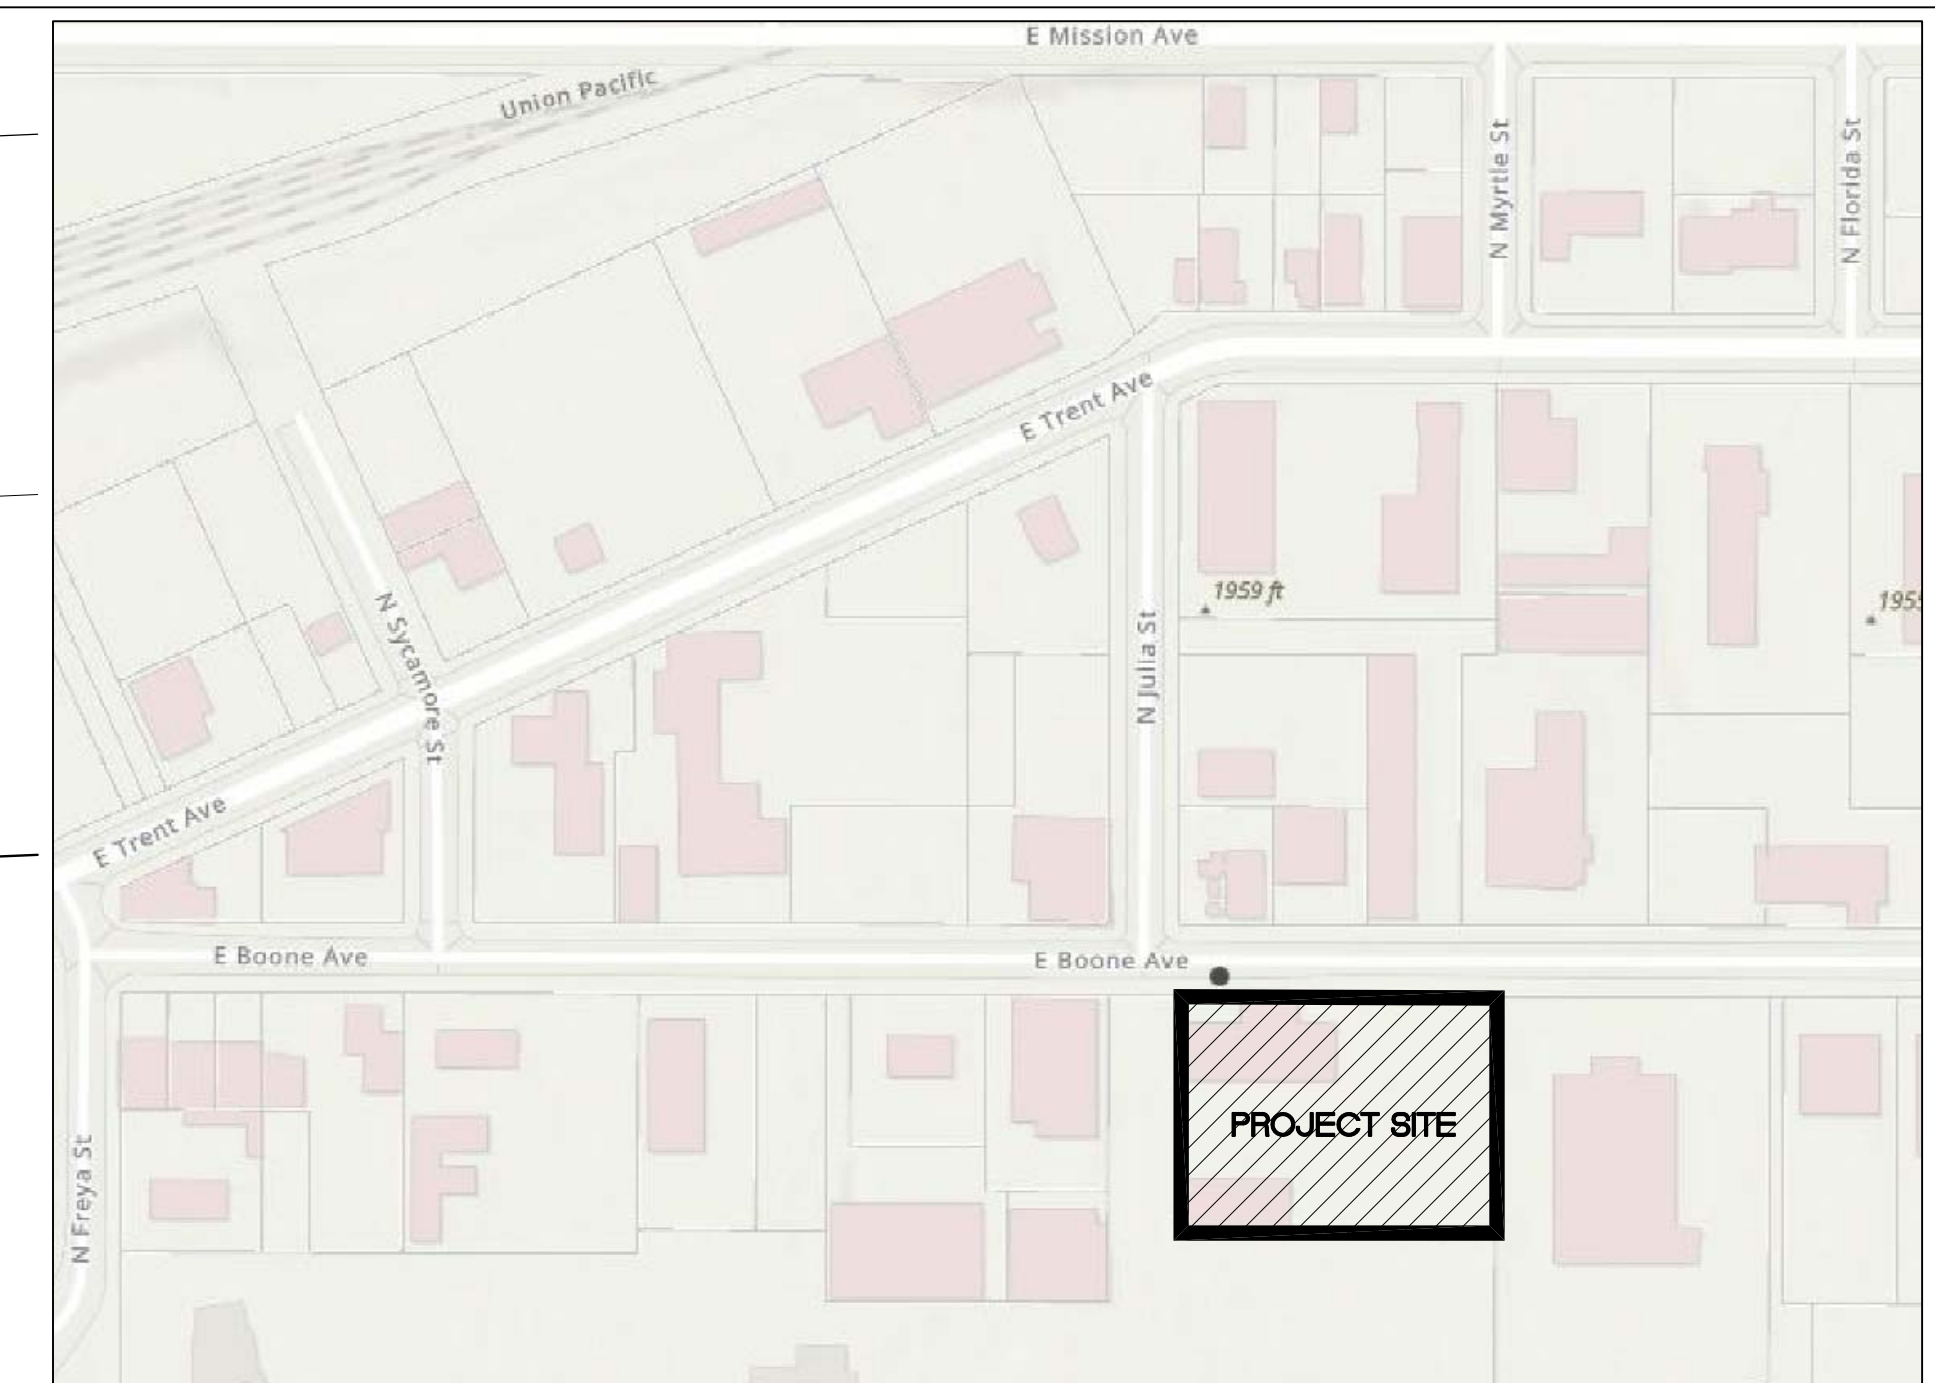 E Mission Ave
Union Pacific
N Myrtle St
N Florida St
E Trent Ave
1959 ft
N Sycamore St
N Julia St
E Trent Ave
E Boone Ave
E Boone Ave
PROJECT SITE
N Freya St